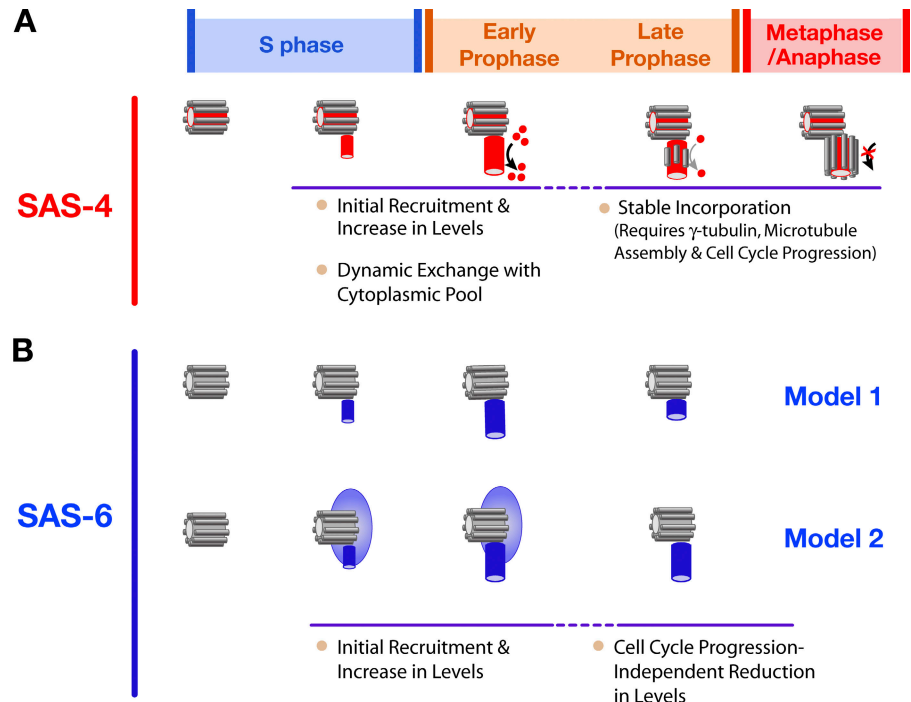 A
S phase
Early
Prophase
Late
Prophase
Metaphase
/Anaphase
SAS-4
Initial Recruitment &
Increase in Levels
Dynamic Exchange with
Cytoplasmic Pool
Stable Incorporation
(Requires γ-tubulin, Microtubule
Assembly & Cell Cycle Progression)
B
SAS-6
Model 1
Model 2
Initial Recruitment &
Increase in Levels
Cell Cycle Progression-
Independent Reduction
in Levels